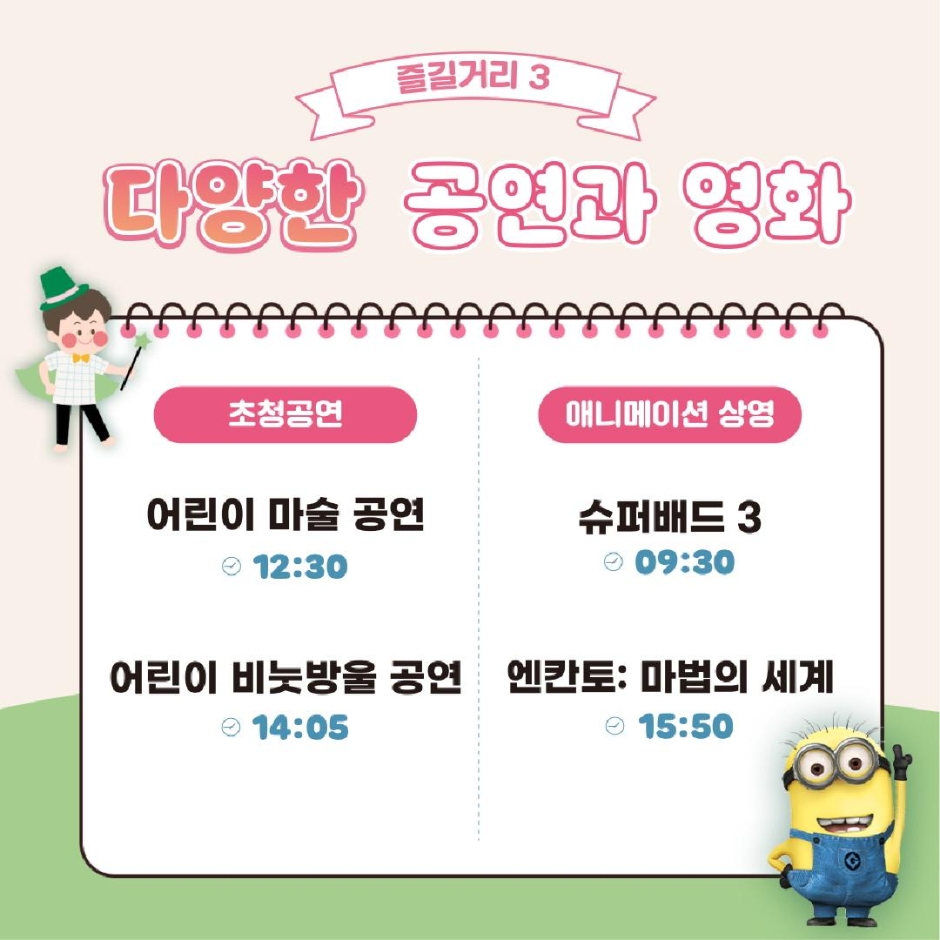 즐길거리 3
다양한 공연과 영화
초청공연
어린이 마술 공연
12:30
어린이 비눗방울 공연
14:05
애니메이션 상영
슈퍼배드 3
09:30
엔칸토: 마법의 세계
15:50